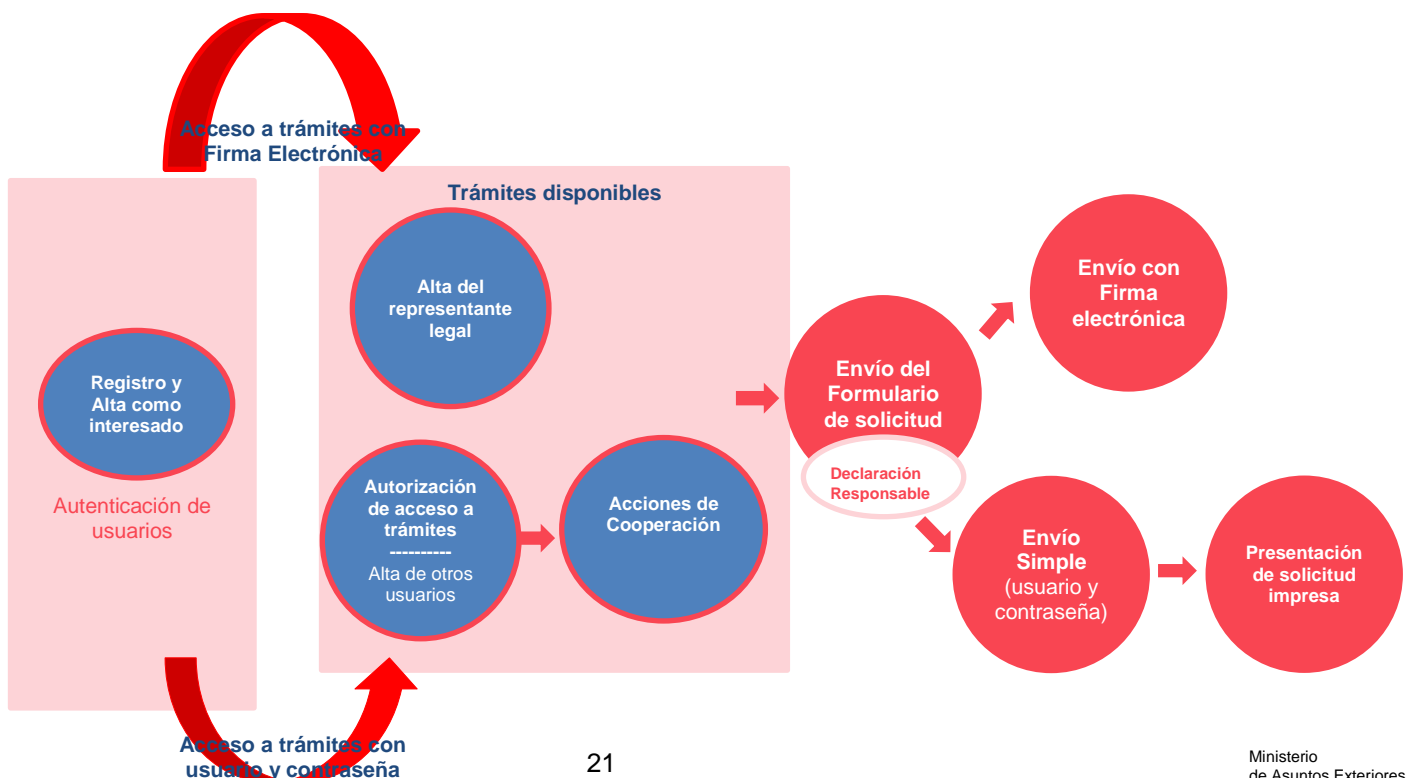 Acceso a trámites con
Firma Electrónica
Registro y
Alta como
interesado
Autenticación de
usuarios
Trámites disponibles
Alta del
representante
legal
Autorización
de acceso a
trámites
----------
Alta de otros
usuarios
Acciones de
Cooperación
Envío del
Formulario
de solicitud
Declaración
Responsable
Envío con
Firma
electrónica
Envío
Simple
(usuario y
contraseña)
Presentación
de solicitud
impresa
Acceso a trámites con
usuario y contraseña
21
Ministerio
de Asuntos Exteriores